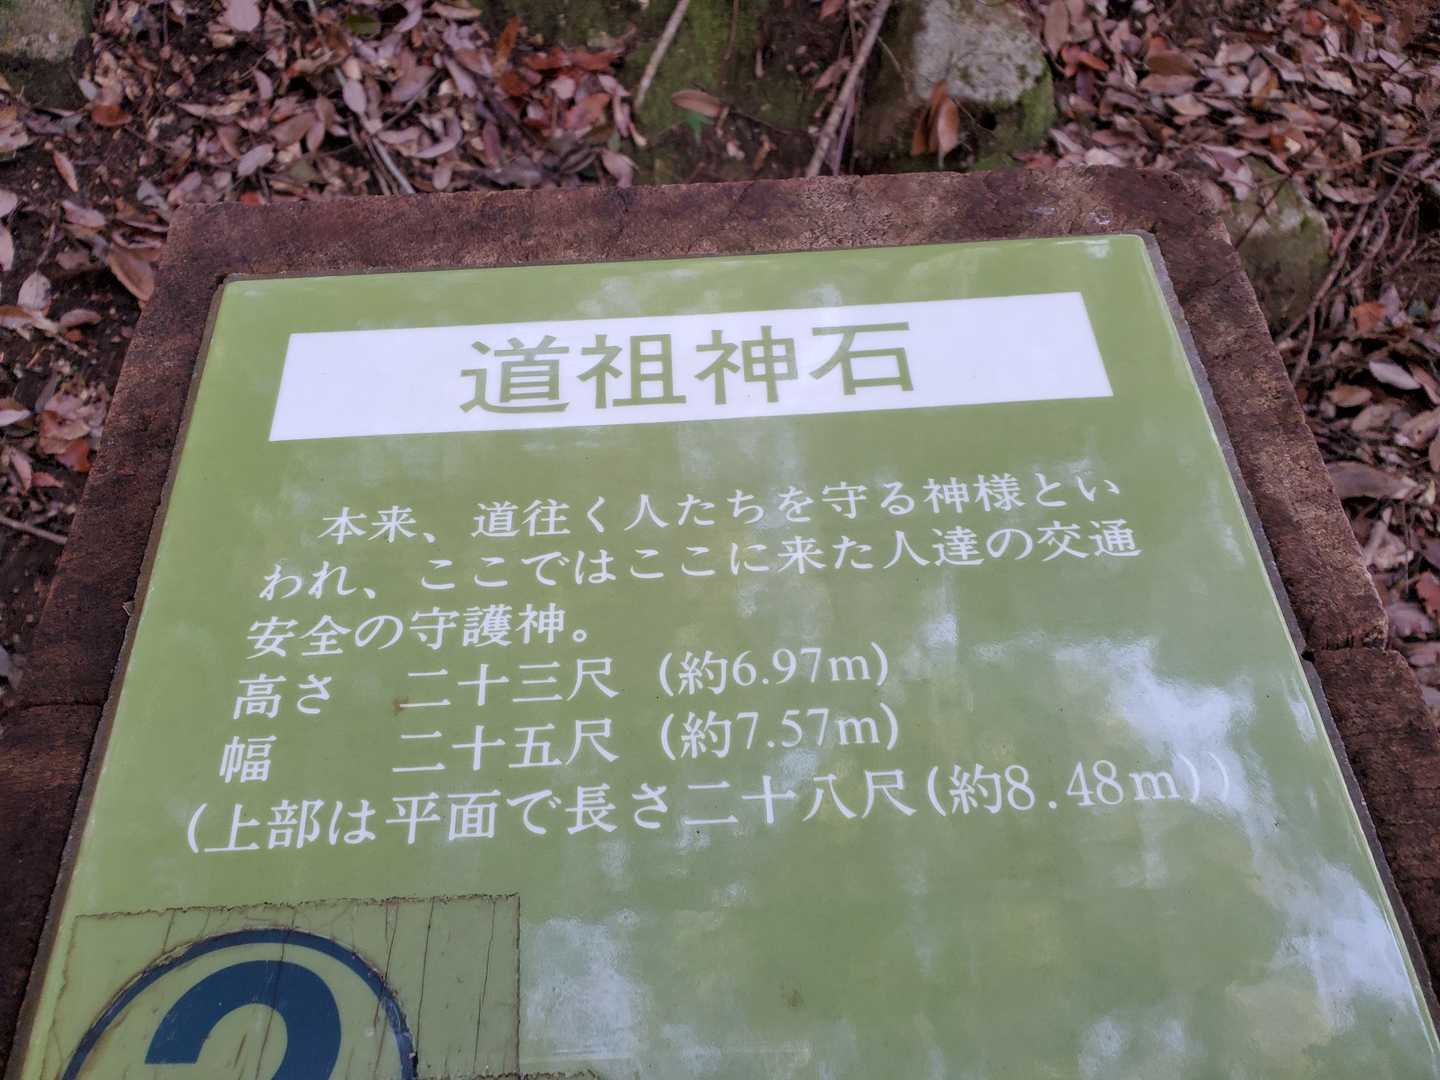 道祖神石
本来、道往く人たちを守る神様とい
われ、ここではここに来た人達の交通
安全の守護神。
高さ 二十三尺 (約6.97m)
幅 二十五尺 (約7.57m)
(上部は平面で長さ二十八尺(約8.48m))
2